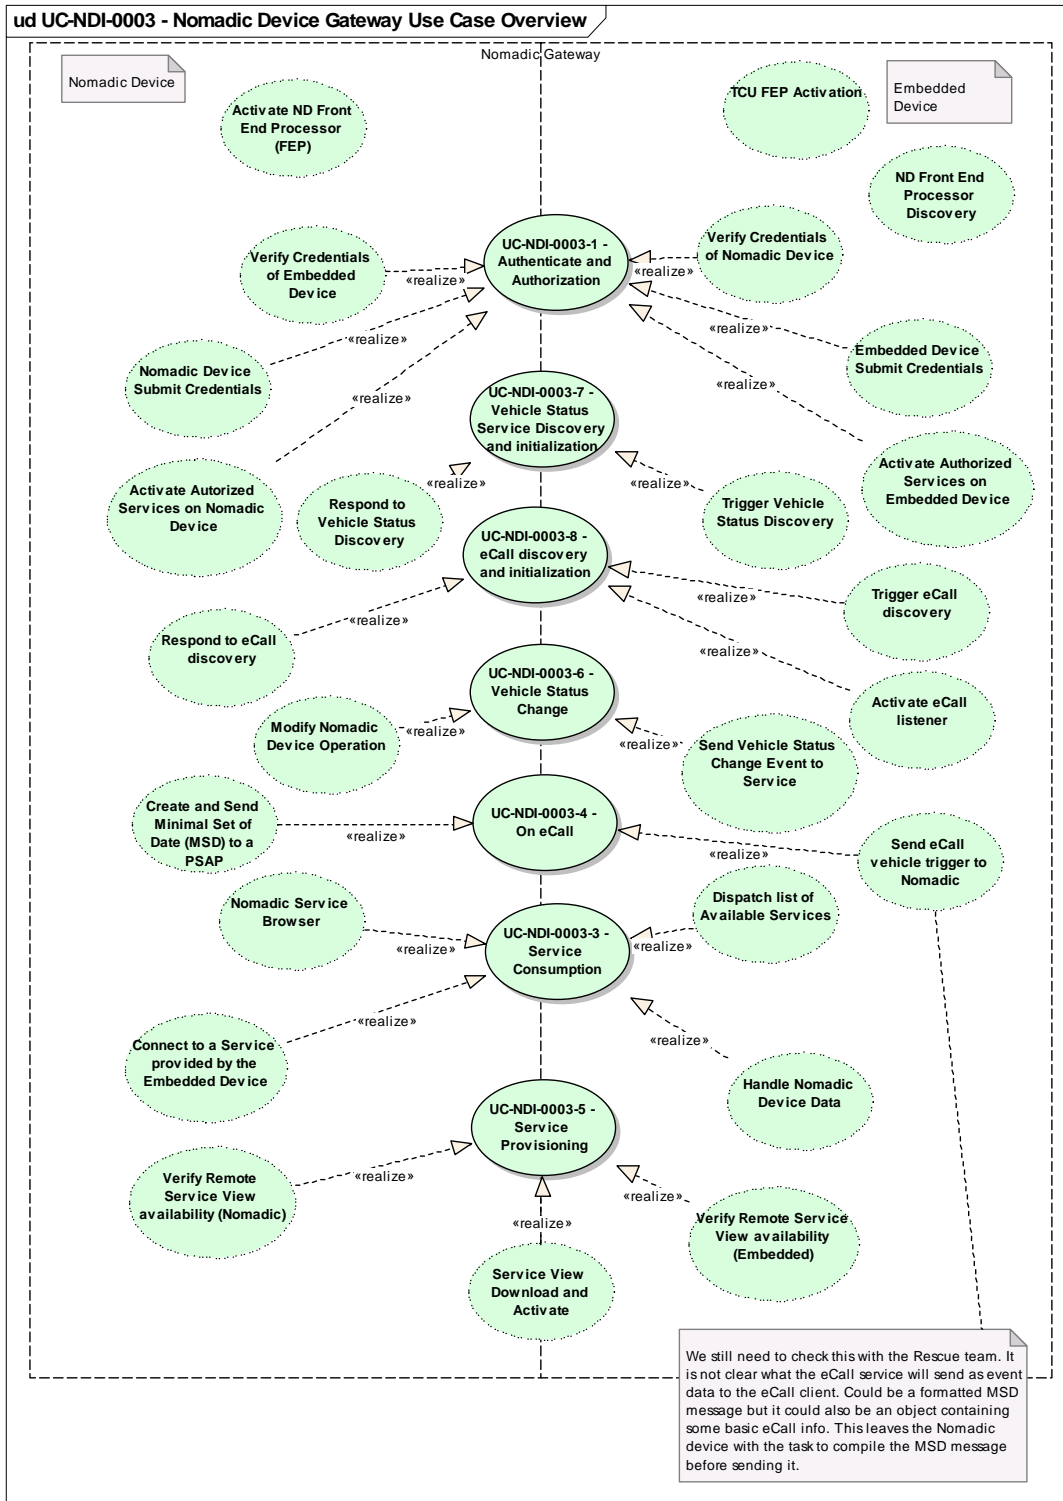 ud UC-NDI-0003 - Nomadic Device Gateway Use Case Overview
Nomadic Gateway
Nomadic Device
Embedded
Device
Activate ND Front
End Processor
(FEP)
TCU FEP Activation
ND Front End
Processor
Discovery
UC-NDI-0003-1 -
Authenticate and
Authorization
Verify Credentials
of Embedded
Device
«realize»
Verify Credentials
of Nomadic Device
«realize»
Nomadic Device
Submit Credentials
«realize»
Embedded Device
Submit Credentials
«realize»
Activate Autorized
Services on Nomadic
Device
«realize»
Activate Authorized
Services on
Embedded Device
«realize»
UC-NDI-0003-7 -
Vehicle Status
Service Discovery
and initialization
Respond to
Vehicle Status
Discovery
«realize»
Trigger Vehicle
Status Discovery
«realize»
UC-NDI-0003-8 -
eCall discovery
and initialization
Respond to eCall
discovery
«realize»
Trigger eCall
discovery
«realize»
Activate eCall
listener
«realize»
UC-NDI-0003-6 -
Vehicle Status
Change
Modify Nomadic
Device Operation
«realize»
Send Vehicle Status
Change Event to
Service
«realize»
UC-NDI-0003-4 -
On eCall
Create and Send
Minimal Set of
Date (MSD) to a
PSAP
«realize»
Send eCall
vehicle trigger to
Nomadic
«realize»
UC-NDI-0003-3 -
Service
Consumption
Nomadic Service
Browser
«realize»
Dispatch list of
Available Services
«realize»
Connect to a Service
provided by the
Embedded Device
«realize»
Handle Nomadic
Device Data
«realize»
UC-NDI-0003-5 -
Service
Provisioning
Verify Remote
Service View
availability (Nomadic)
«realize»
Verify Remote Service
View availability
(Embedded)
«realize»
Service View
Download and
Activate
«realize»
We still need to check this with the Rescue team. It
is not clear what the eCall service will send as event
data to the eCall client. Could be a formatted MSD
message but it could also be an object containing
some basic eCall info. This leaves the Nomadic
device with the task to compile the MSD message
before sending it.